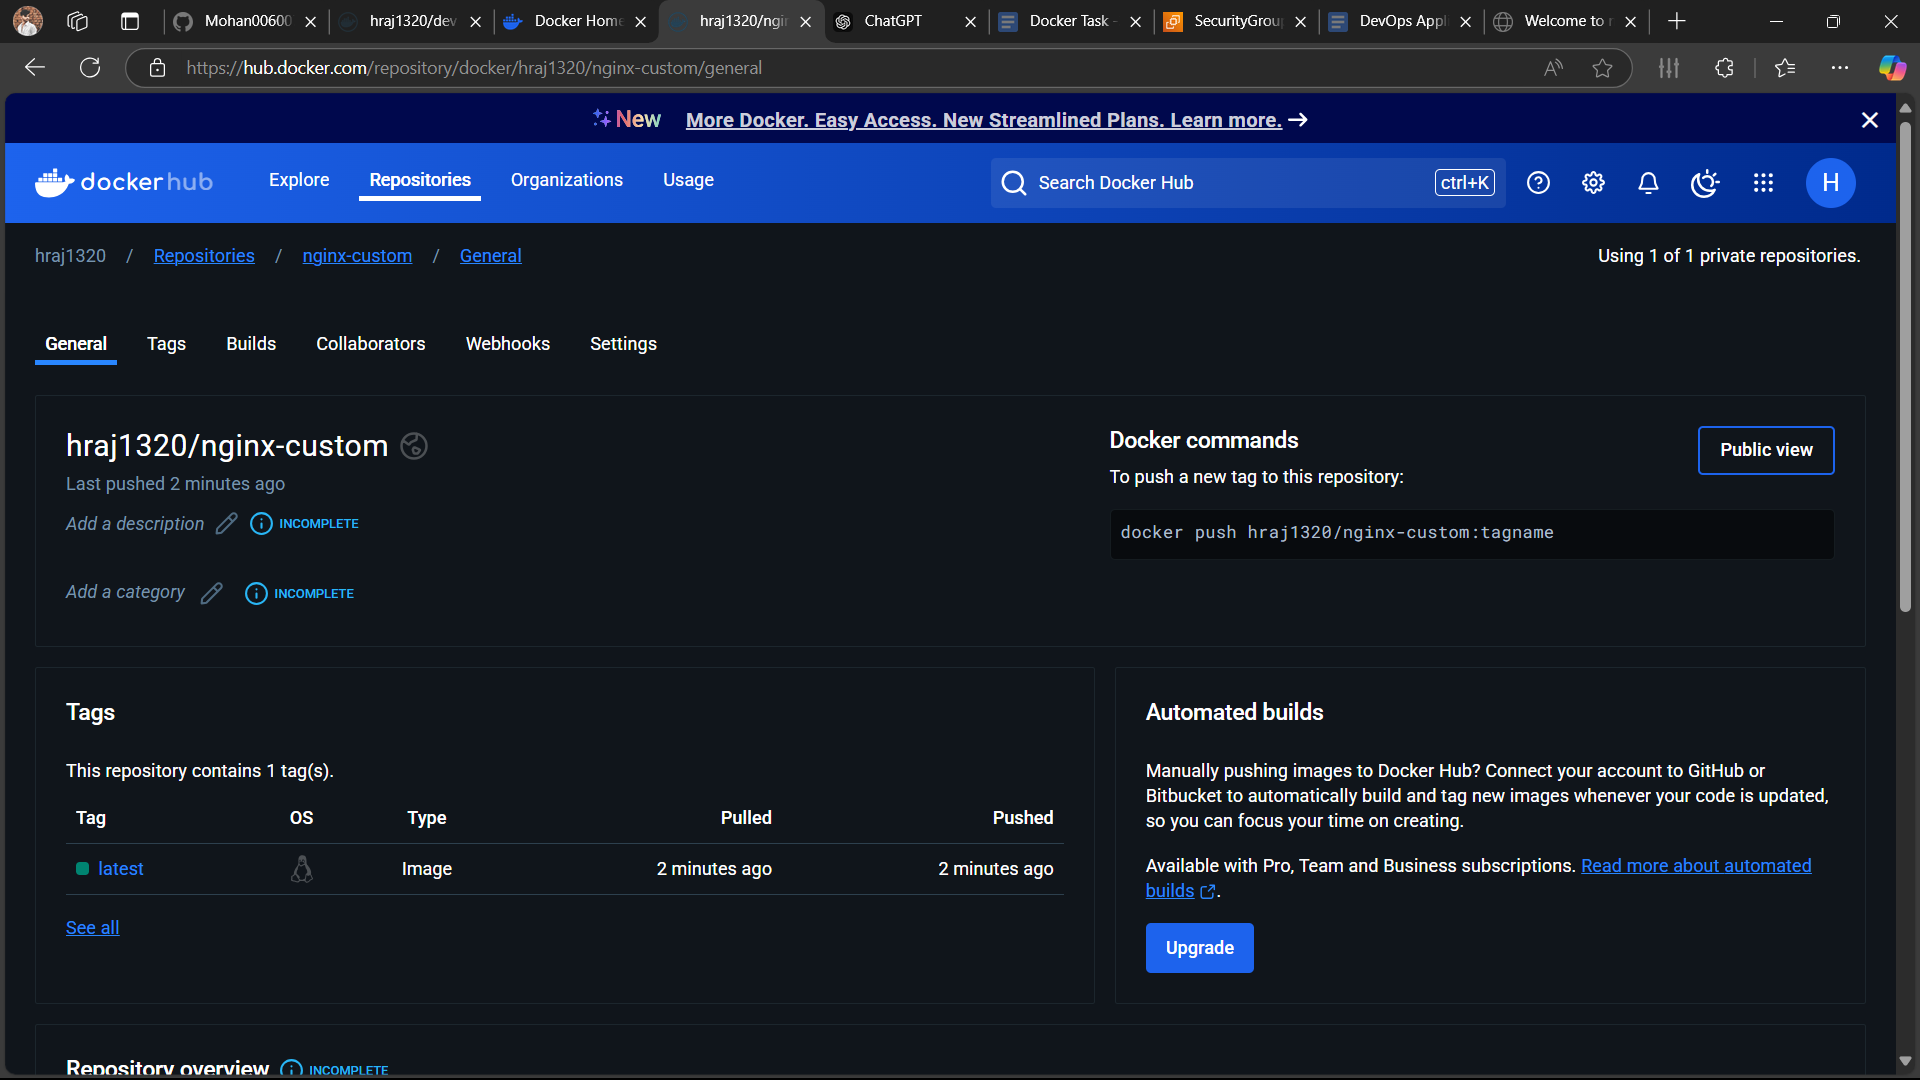 Mohan00600
hraj1320/dev
Docker Home
hraj1320/ngin
ChatGPT
Docker Task -
SecurityGroup
DevOps Appli
Welcome to n
https://hub.docker.com/repository/docker/hraj1320/nginx-custom/general
New More Docker. Easy Access. New Streamlined Plans. Learn more.
dockerhub
Explore
Repositories
Organizations
Usage
Search Docker Hub
ctrl+K
H
hraj1320 / Repositories / nginx-custom / General
Using 1 of 1 private repositories.
General
Tags
Builds
Collaborators
Webhooks
Settings
hraj1320/nginx-custom
Last pushed 2 minutes ago
Add a description
INCOMPLETE
Add a category
INCOMPLETE
Docker commands
To push a new tag to this repository:
Public view
docker push hraj1320/nginx-custom:tagname
Tags
This repository contains 1 tag(s).
Tag OS Type Pulled Pushed
latest Image 2 minutes ago 2 minutes ago
See all
Automated builds
Manually pushing images to Docker Hub? Connect your account to GitHub or
Bitbucket to automatically build and tag new images whenever your code is updated,
so you can focus your time on creating.
Available with Pro, Team and Business subscriptions. Read more about automated
builds.
Upgrade
Repository overview
INCOMPLETE